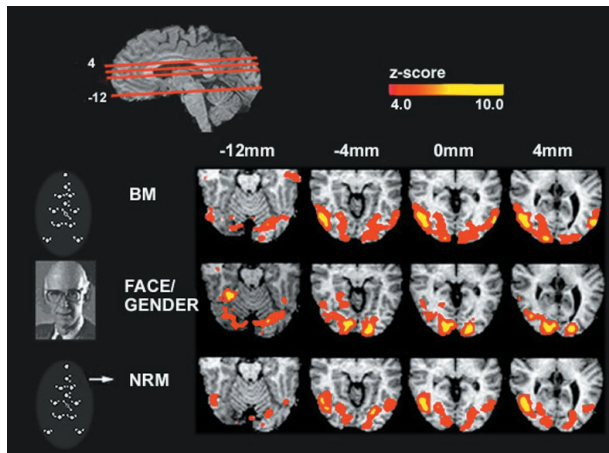 4
-12
z-score
4.0 10.0
-12mm -4mm 0mm 4mm
BM
FACE/
GENDER
NRM